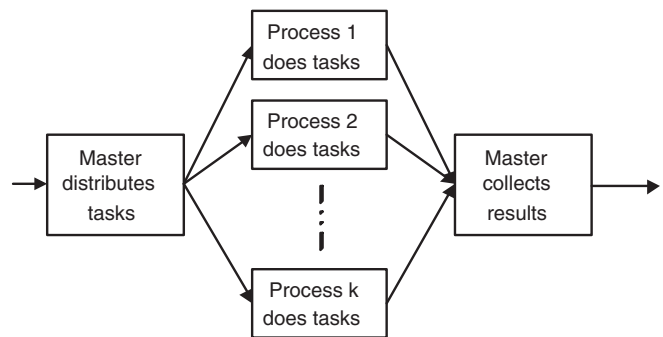 Process 1
does tasks
Process 2
does tasks
Master
distributes
tasks
Master
collects
results
Process k
does tasks